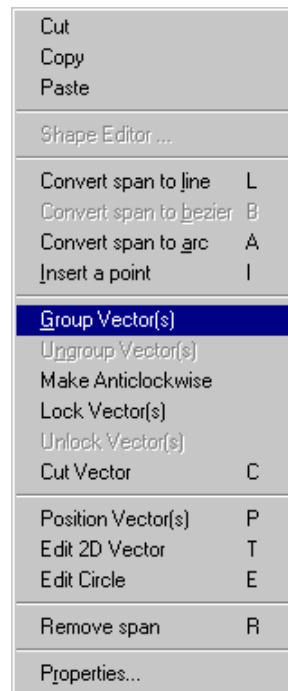 Cut
Copy
Paste
Shape Editor ...
Convert span to line L
Convert span to bezier B
Convert span to arc A
Insert a point I
Group Vector(s)
Ungroup Vector(s)
Make Anticlockwise
Lock Vector(s)
Unlock Vector(s)
Cut Vector C
Position Vector(s) P
Edit 2D Vector T
Edit Circle E
Remove span R
Properties...